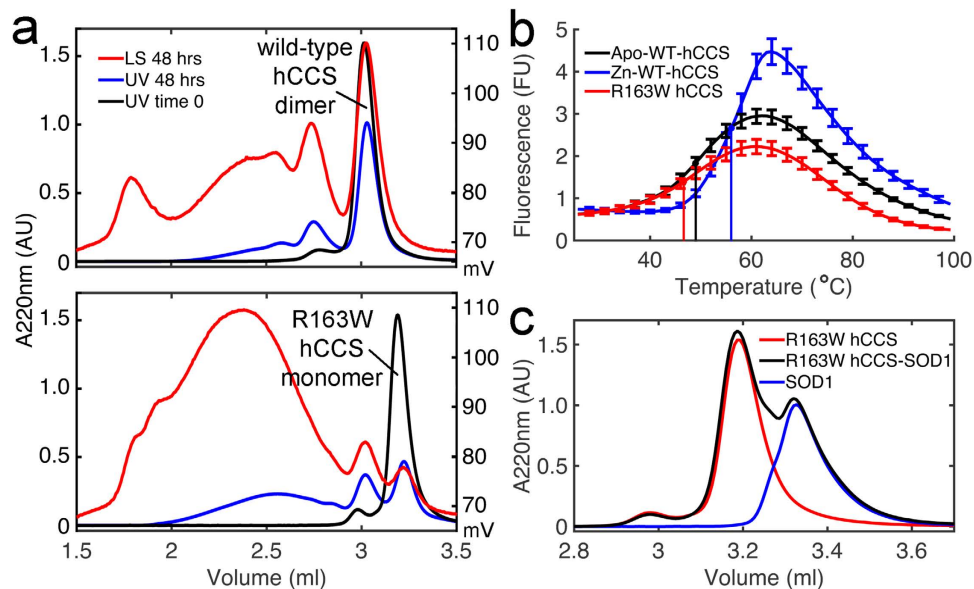 a
LS 48 hrs
UV 48 hrs
UV time 0
wild-type
hCCS
dimer
1.5
1.0
0.5
0
110
100
90
80
70
mV
A220nm (AU)
R163W
hCCS
monomer
1.5
1.0
0.5
0
110
100
90
80
70
mV
1.5
2
2.5
3
3.5
Volume (ml)
b
Apo-WT-hCCS
Zn-WT-hCCS
R163W hCCS
Fluorescence (FU)
5
4
3
2
1
0
40
60
80
100
Temperature (°C)
c
R163W hCCS
R163W hCCS-SOD1
SOD1
A220nm (AU)
1.5
1.0
0.5
0
2.8
3
3.2
3.4
3.6
Volume (ml)